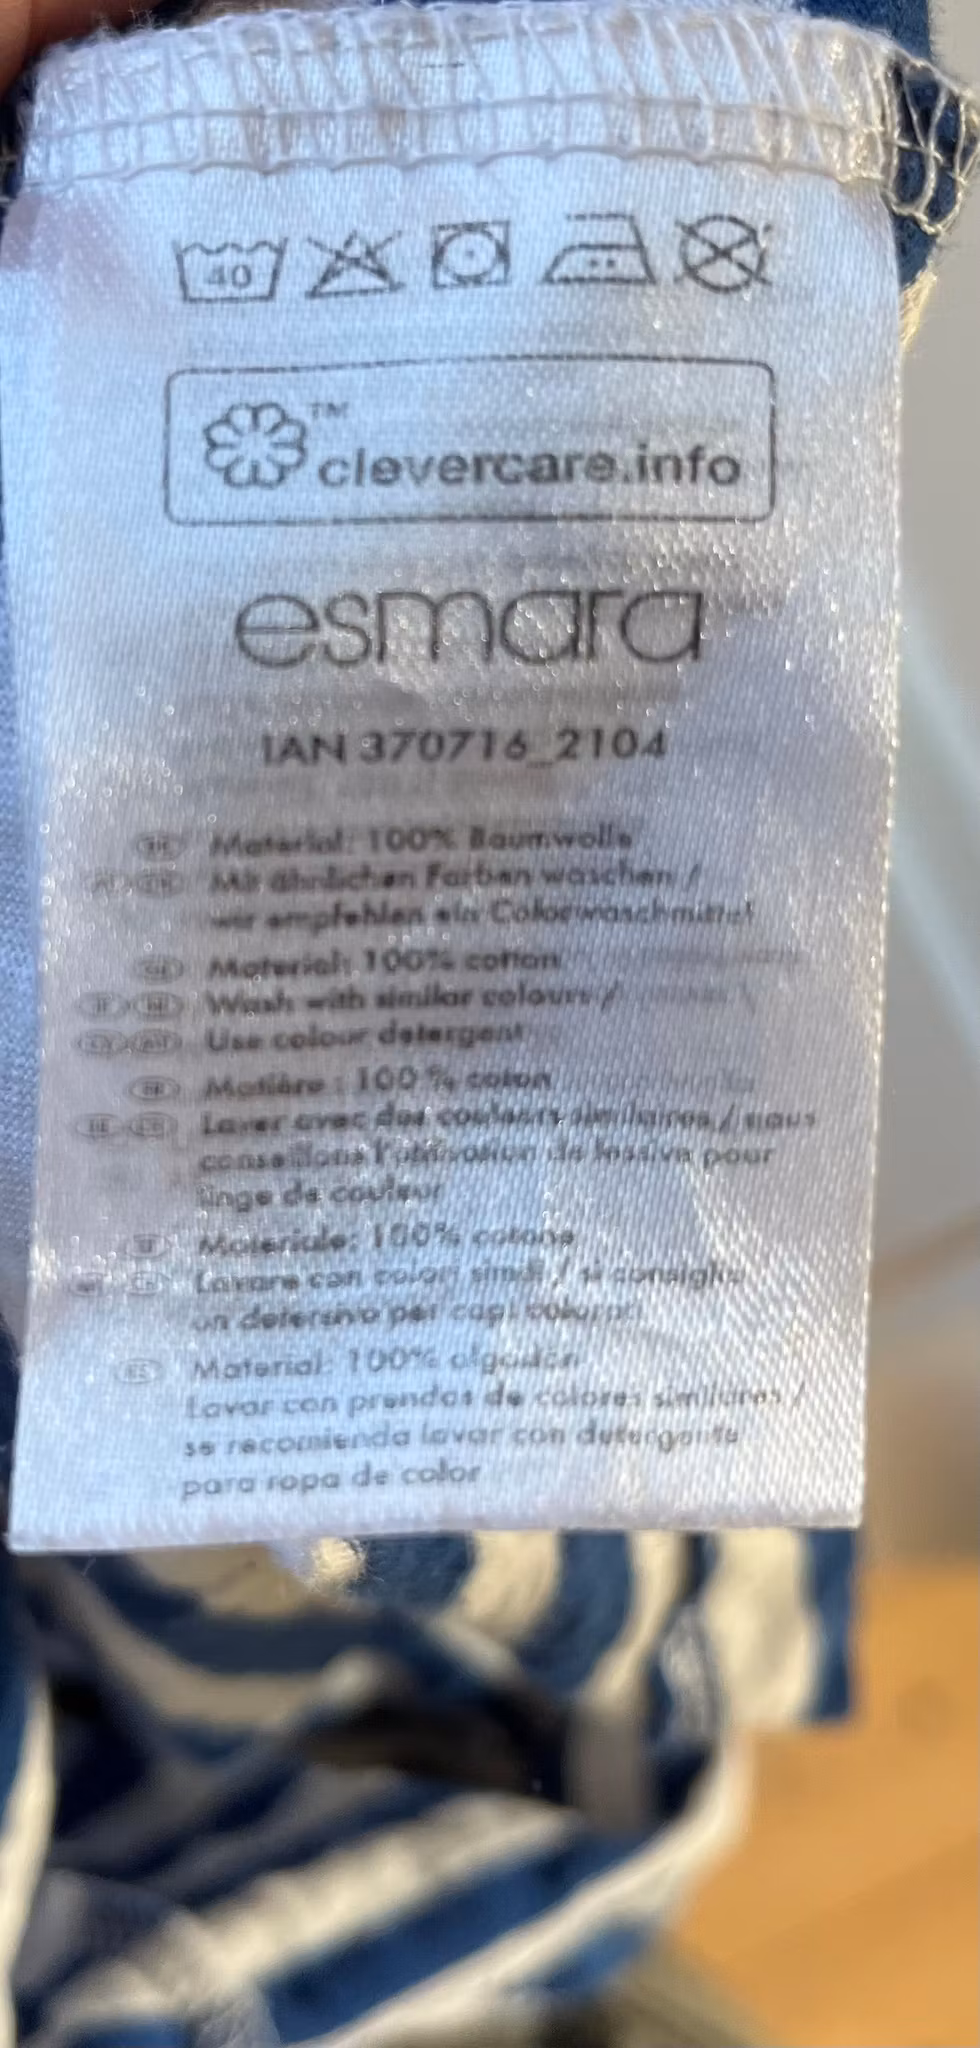 40
™
clevercare.info
esmara
IAN 370716_2104
Material: 100% Baumwolle
Mit ähnlichen Farben waschen /
wir empfehlen ein Colorwaschmittel
Material: 100% cotton
Wash with similar colours /
Use colour detergent
Matière : 100 % coton
BE
Laver avec des couleurs similaires / nous
conseillons l'utilisation de lessive pour
linge de couleur
IT
Materiale: 100% cotone
Lavare con colori simili / si consiglia
un detersivo per capi colorati
ES
Material: 100% algodón
Lavar con prendas de colores similares /
se recomienda lavar con detergente
para ropa de color